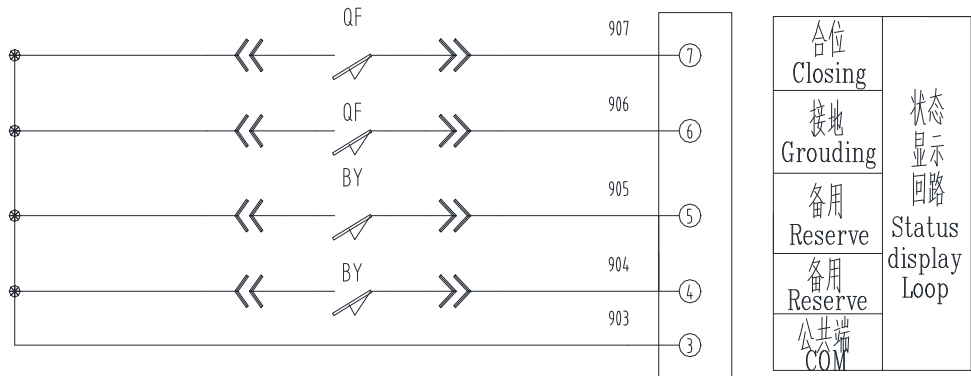 QF
907
7
QF
906
6
BY
905
5
BY
904
4
903
3
合位
Closing
接地
Grouding
备用
Reserve
备用
Reserve
公共端
COM
状态
显示
回路
Status
display
Loop